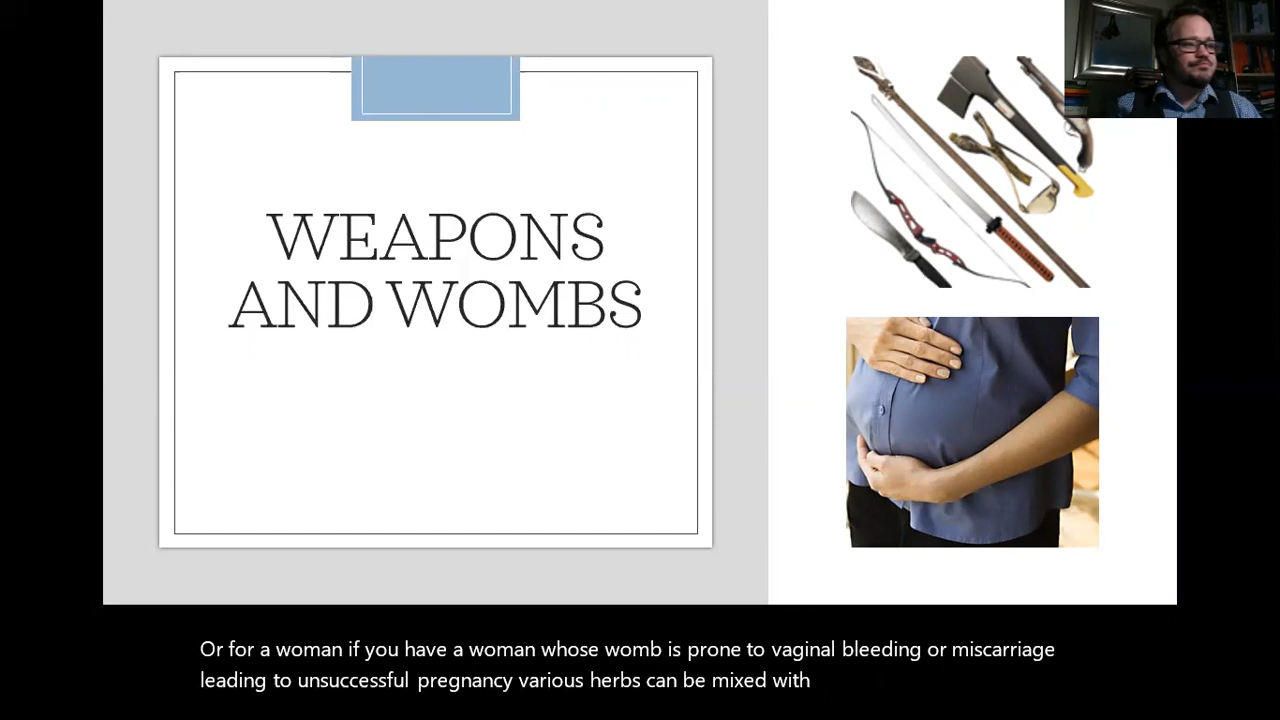 WEAPONS
AND WOMBS
Or for a woman if you have a woman whose womb is prone to vaginal bleeding or miscarriage
leading to unsuccessful pregnancy various herbs can be mixed with